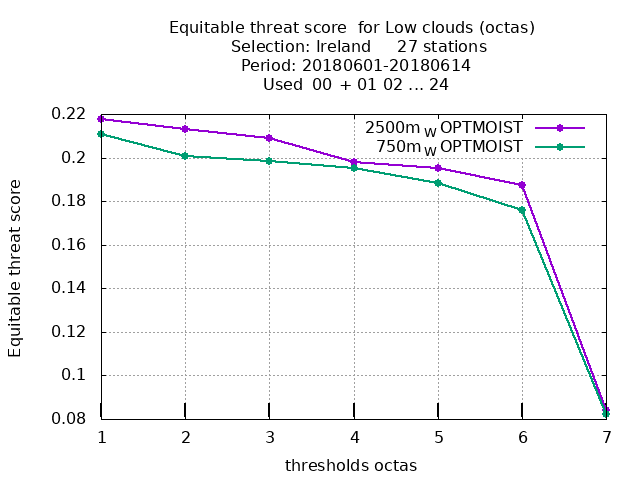 Equitable threat score  for Low clouds (octas)
Selection: Ireland     27 stations
Period: 20180601-20180614
Used  00 + 01 02 ... 24
0.22
0.2
0.18
0.16
0.14
0.12
0.1
0.08
1 2 3 4 5 6 7
Equitable threat score
thresholds octas
2500m W OPTMOIST
750m W OPTMOIST